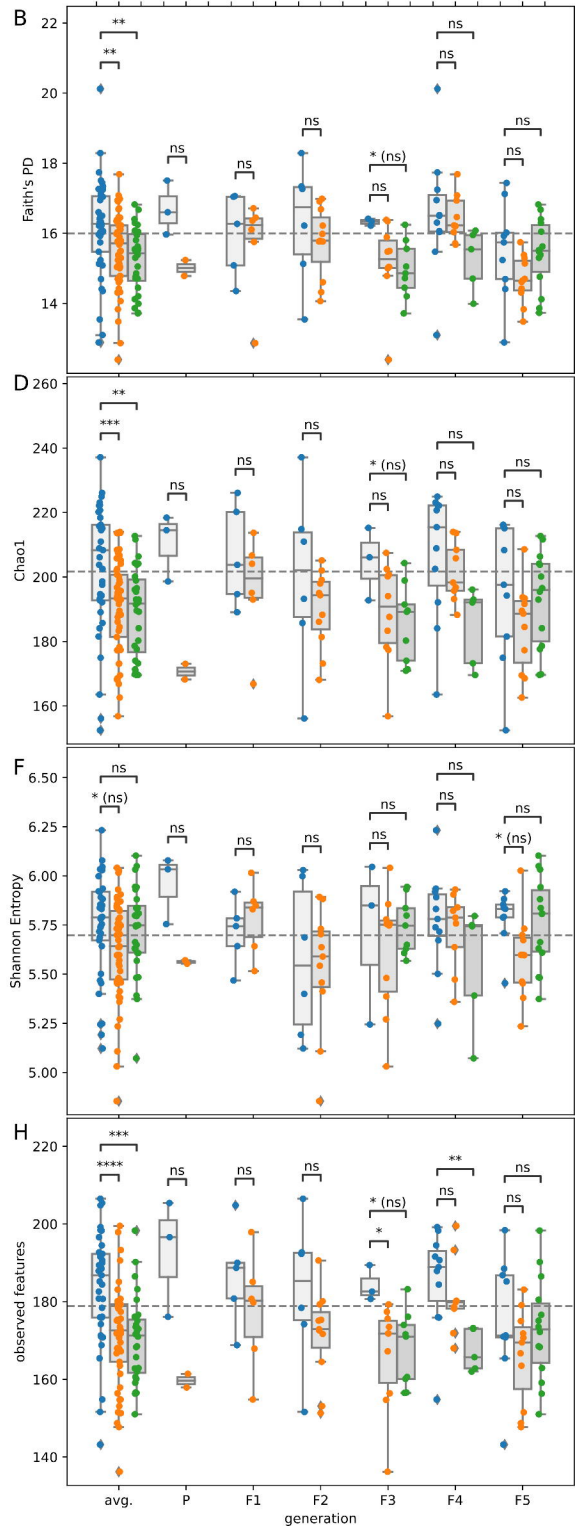 B
Faith's PD
22
20
18
16
14
**
**
ns
ns
ns
* (ns)
ns
ns
ns
ns
ns
D
Chao1
260
240
220
200
180
160
**
***
ns
ns
ns
* (ns)
ns
ns
ns
ns
ns
F
Shannon Entropy
6.50
6.25
6.00
5.75
5.50
5.25
5.00
ns
* (ns)
ns
ns
ns
ns
ns
ns
ns
ns
* (ns)
H
observed features
220
200
180
160
140
***
****
ns
ns
ns
* (ns)
*
**
ns
ns
ns
avg. P F1 F2 F3 F4 F5
generation